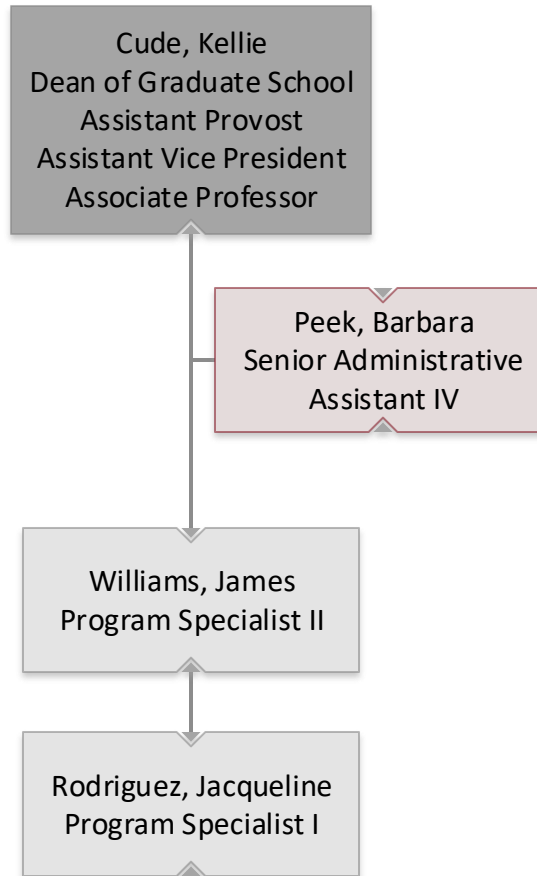 Cude, Kellie
Dean of Graduate School
Assistant Provost
Assistant Vice President
Associate Professor
Peek, Barbara
Senior Administrative
Assistant IV
Williams, James
Program Specialist II
Rodriguez, Jacqueline
Program Specialist I